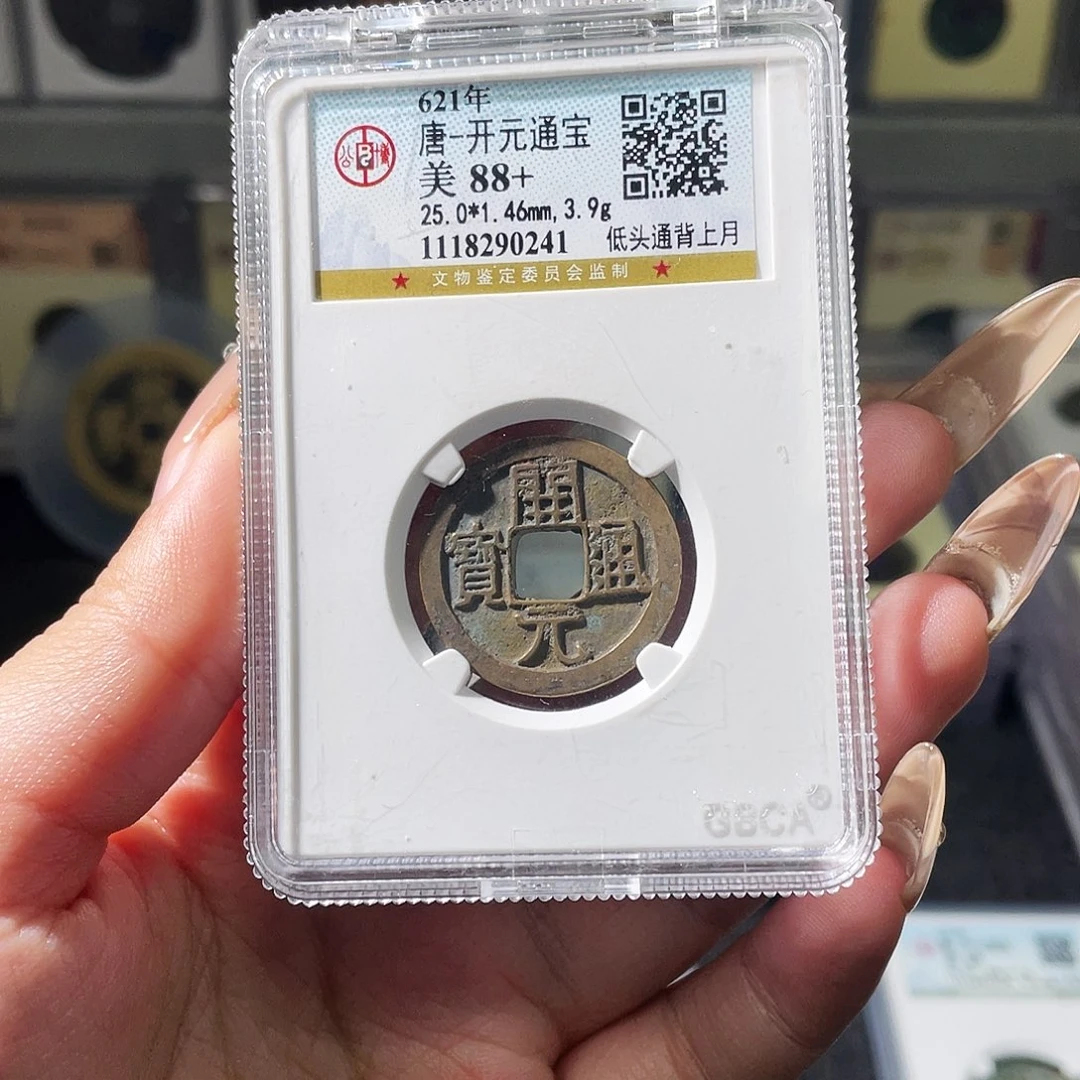 621年
唐-开元通宝
美 88+
25.0*1.46mm, 3.9g
1118290241 低头通背上月
★ 文物鉴定委员会监制 ★
開
寶 通
元
GBCA